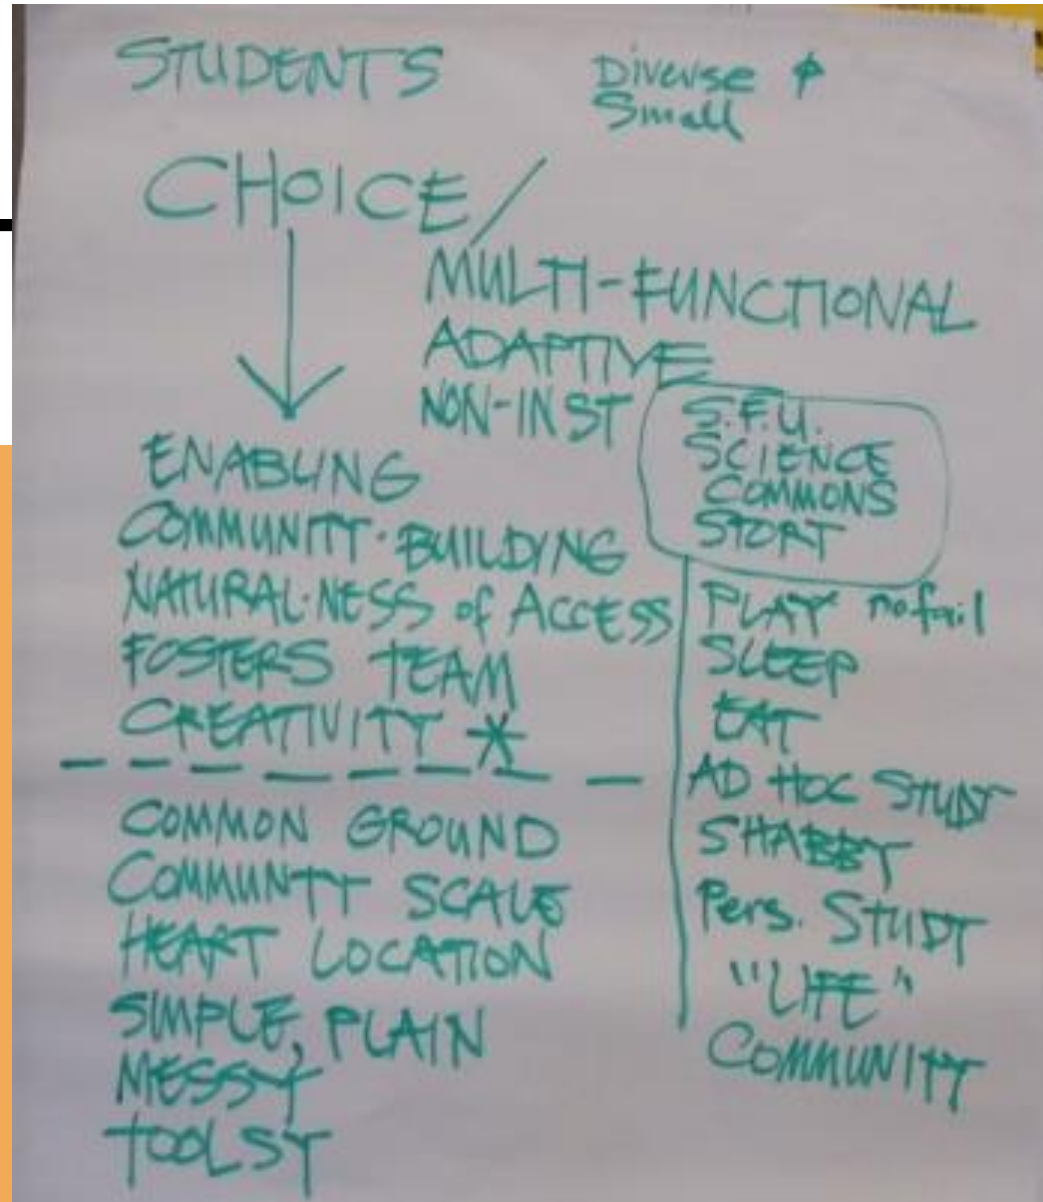 STUDENTS
Diverse &
Small
CHOICE /
MULTI-FUNCTIONAL
ADAPTIVE
NON-INST
ENABLING
COMMUNITY-BUILDING
NATURAL-NESS of ACCESS
FOSTERS TEAM
CREATIVITY *
COMMON GROUND
COMMUNTY SCALE
HEART LOCATION
SIMPLE, PLAIN
MESSY
TOOLSY
S.F.U.
SCIENCE
COMMONS
STORY
PLAY no fail
SLEEP
EAT
AD HOC STUDY
SHABBY
Pers. STUDY
"LIFE"
COMMUNITY